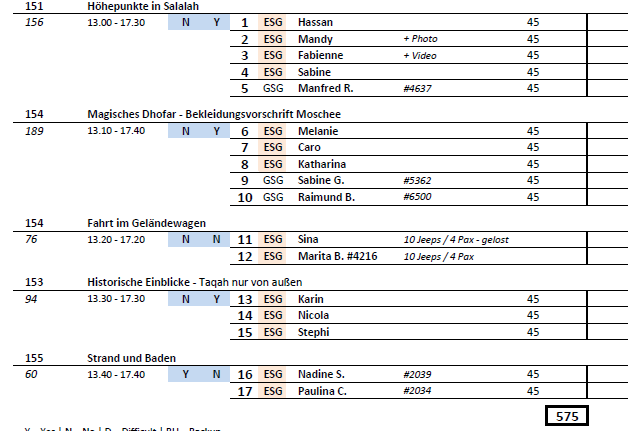 151 Höhepunkte in Salalah
156 13.00 - 17.30 N Y 1 ESG Hassan 45
2 ESG Mandy + Photo 45
3 ESG Fabienne + Video 45
4 ESG Sabine 45
5 GSG Manfred R. #4637 45
154 Magisches Dhofar - Bekleidungsvorschrift Moschee
189 13.10 - 17.40 N Y 6 ESG Melanie 45
7 ESG Caro 45
8 ESG Katharina 45
9 GSG Sabine G. #5362 45
10 GSG Raimund B. #6500 45
154 Fahrt im Geländewagen
76 13.20 - 17.20 N N 11 ESG Sina 10 Jeeps / 4 Pax - gelost
12 ESG Marita B. #4216 10 Jeeps / 4 Pax
153 Historische Einblicke - Taqah nur von außen
94 13.30 - 17.30 N Y 13 ESG Karin 45
14 ESG Nicola 45
15 ESG Stephi 45
155 Strand und Baden
60 13.40 - 17.40 Y N 16 ESG Nadine S. #2039 45
17 ESG Paulina C. #2034 45
575